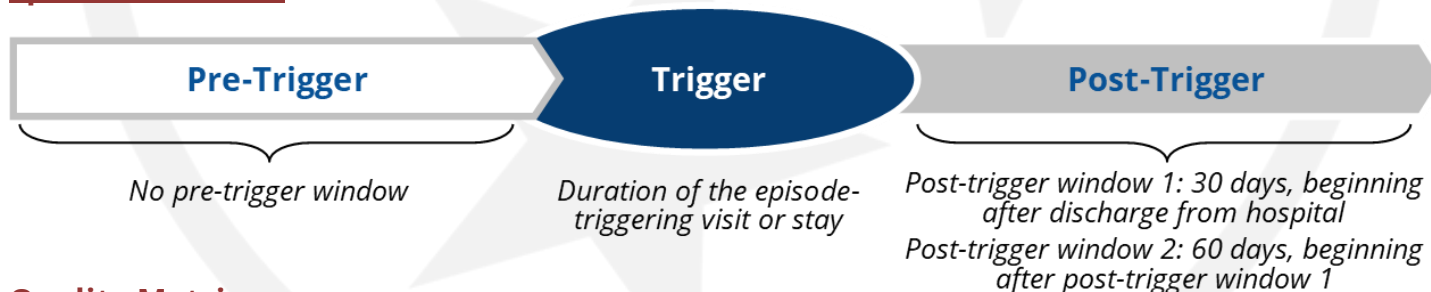 Pre-Trigger
Trigger
Post-Trigger
No pre-trigger window
Duration of the episode-
triggering visit or stay
Post-trigger window 1: 30 days, beginning
after discharge from hospital
Post-trigger window 2: 60 days, beginning
after post-trigger window 1